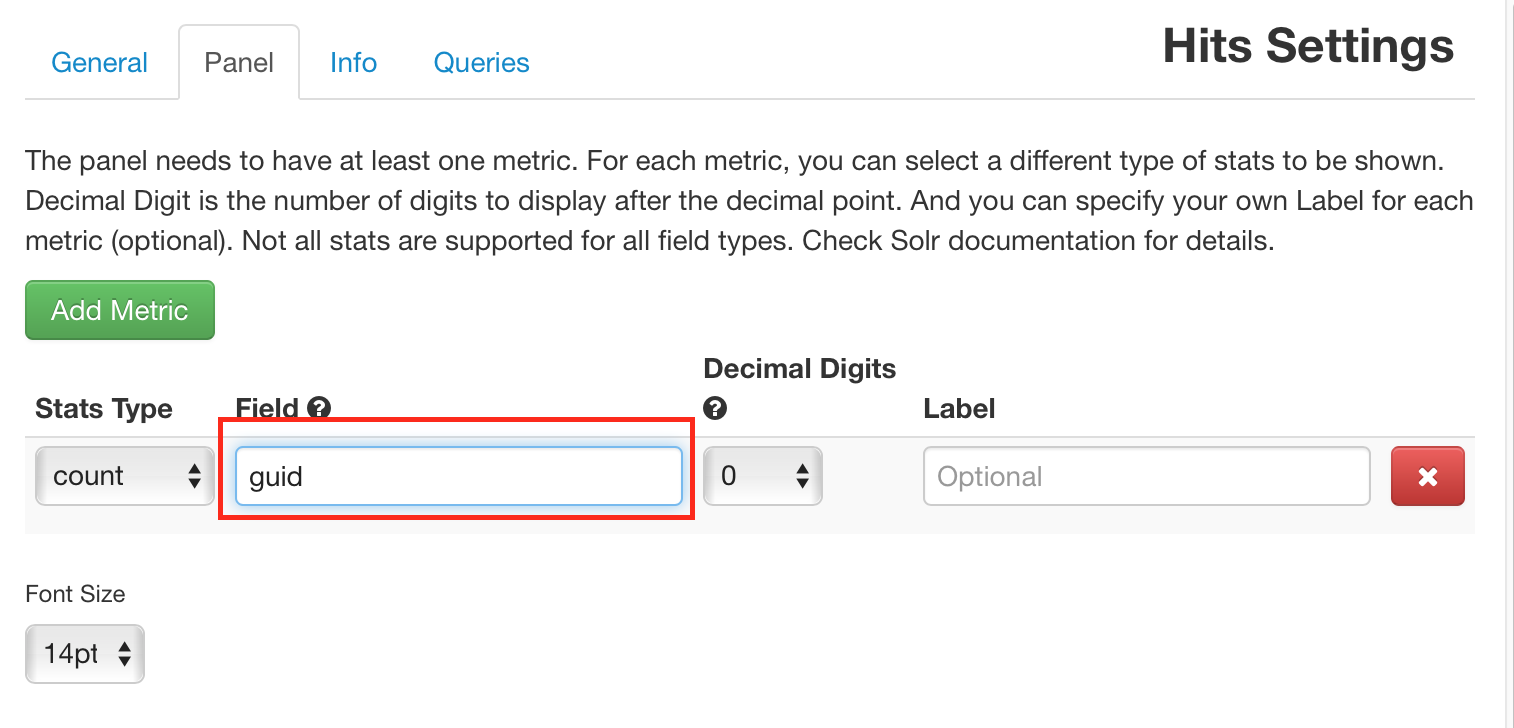 Hits Settings
General
Panel
Info
Queries
The panel needs to have at least one metric. For each metric, you can select a different type of stats to be shown.
Decimal Digit is the number of digits to display after the decimal point. And you can specify your own Label for each
metric (optional). Not all stats are supported for all field types. Check Solr documentation for details.
Add Metric
Stats Type
Field ?
Decimal Digits
?
Label
count
guid
0
Optional
Font Size
14pt